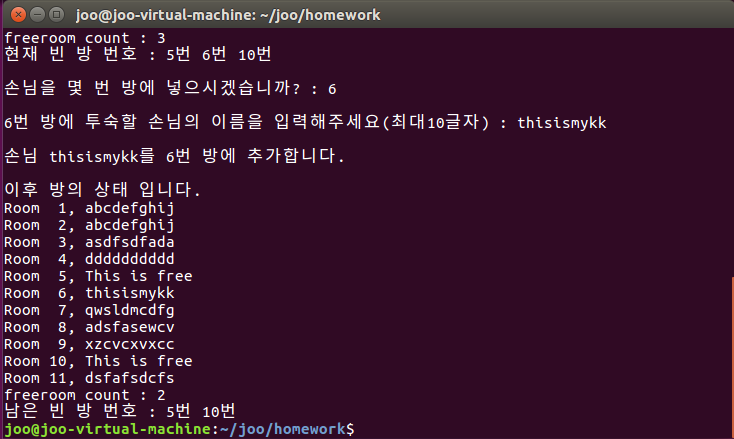 joo@joo-virtual-machine: ~/joo/homework
freeroom count : 3
현재 빈 방 번호 : 5번 6번 10번
손님을 몇 번 방에 넣으시겠습니까? : 6
6번 방에 투숙할 손님의 이름을 입력해주세요(최대10글자) : thisismykk
손님 thisismykk를 6번 방에 추가합니다.
이후 방의 상태 입니다.
Room  1, abcdefghij
Room  2, abcdefghij
Room  3, asdfsdfada
Room  4, dddddddddd
Room  5, This is free
Room  6, thisismykk
Room  7, qwsldmcdfg
Room  8, adsfasewcv
Room  9, xzcvcxvxcc
Room 10, This is free
Room 11, dsfafsdcfs
freeroom count : 2
남은 빈 방 번호 : 5번 10번
joo@joo-virtual-machine:~/joo/homework$